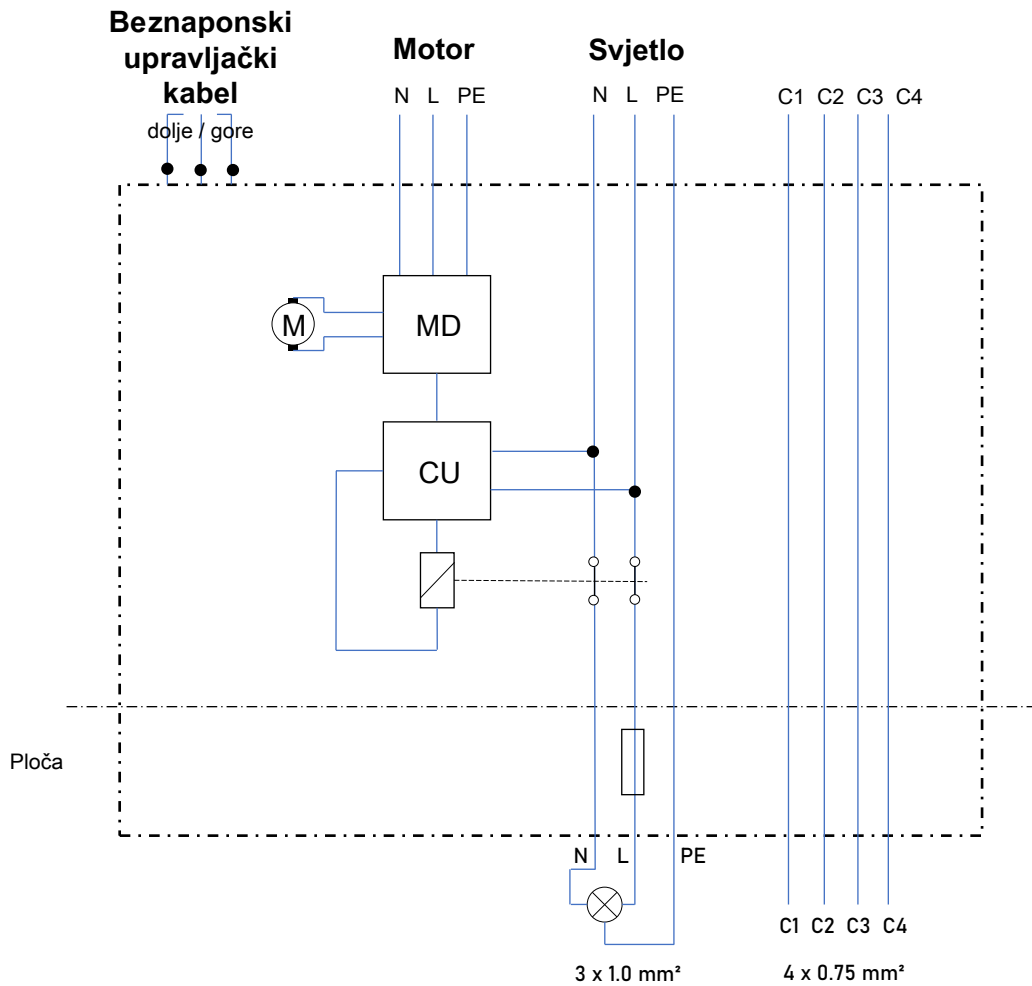 Beznaponski
upravljački
kabel
dolje / gore
Motor
N L PE
Svjetlo
N L PE
C1 C2 C3 C4
M
MD
CU
Ploča
N L PE
C1 C2 C3 C4
3 x 1.0 mm²
4 x 0.75 mm²